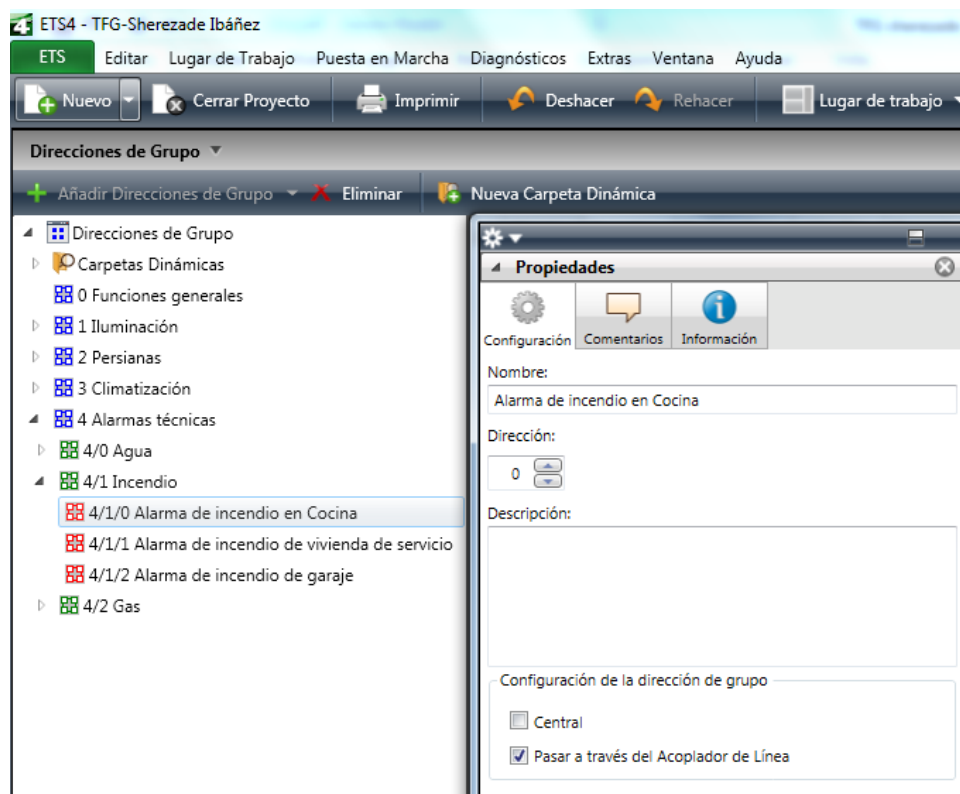 ETS4 - TFG-Sherezade Ibáñez
ETS Editar Lugar de Trabajo Puesta en Marcha Diagnósticos Extras Ventana Ayuda
Nuevo Cerrar Proyecto Imprimir Deshacer Rehacer Lugar de trabajo
Direcciones de Grupo
Añadir Direcciones de Grupo Eliminar Nueva Carpeta Dinámica
Direcciones de Grupo
Carpetas Dinámicas
0 Funciones generales
1 Iluminación
2 Persianas
3 Climatización
4 Alarmas técnicas
4/0 Agua
4/1 Incendio
4/1/0 Alarma de incendio en Cocina
4/1/1 Alarma de incendio de vivienda de servicio
4/1/2 Alarma de incendio de garaje
4/2 Gas
Propiedades
Configuración Comentarios Información
Nombre:
Alarma de incendio en Cocina
Dirección:
0
Descripción:
Configuración de la dirección de grupo
Central
Pasar a través del Acoplador de Línea